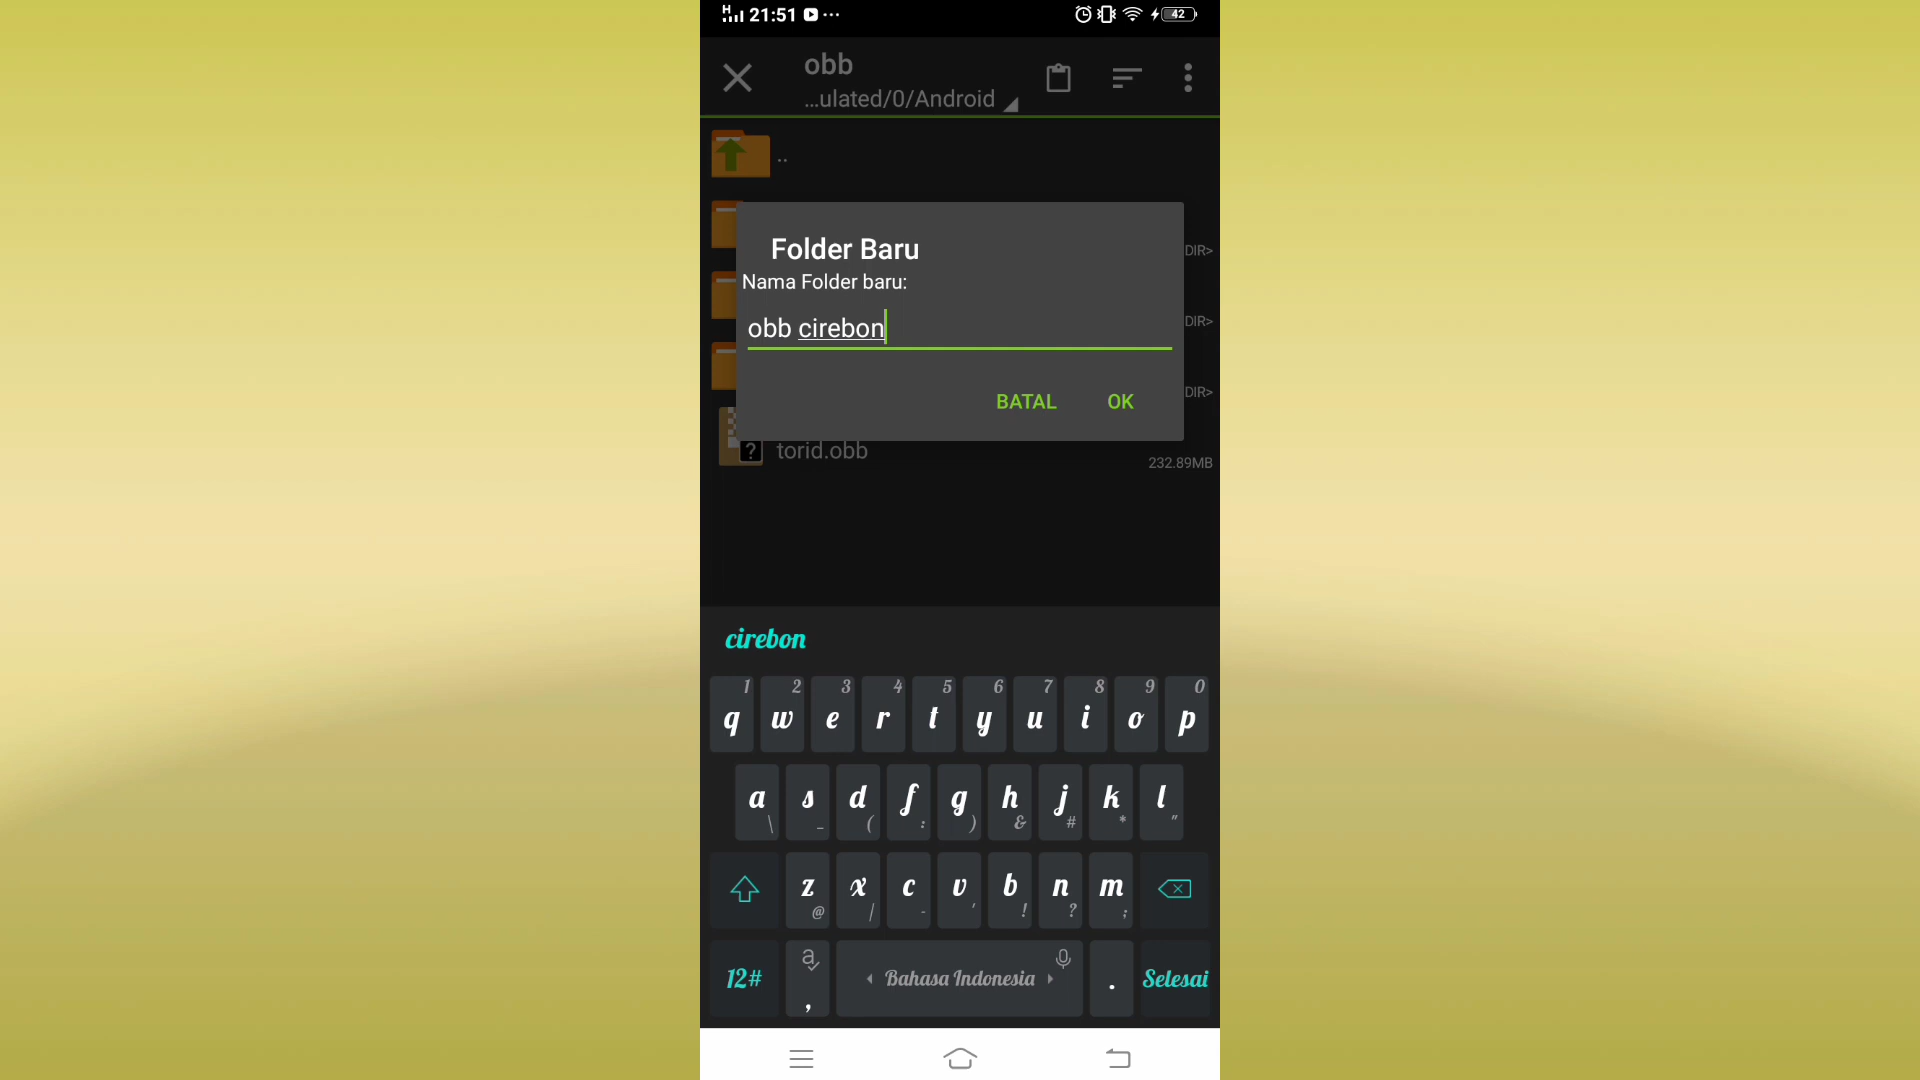 H 21:51 ... 42
obb
...ulated/0/Android
..
DIR>
Folder Baru
Nama Folder baru:
DIR>
obb cirebon
DIR>
BATAL OK
torid.obb
232.89MB
cirebon
1 2 3 4 5 6 7 8 9 0
q w e r t y u i o p
a s d f g h j k l
\ _ ( : ) & # * "
z x c v b n m
@ / - ' ! ? ;
12# a , Bahasa Indonesia . Selesai